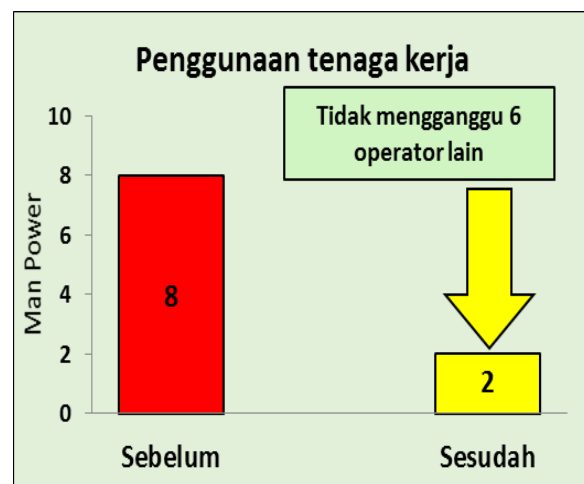 Penggunaan tenaga kerja
Tidak mengganggu 6
operator lain
Man Power
10
8
6
4
2
0
8
2
Sebelum
Sesudah